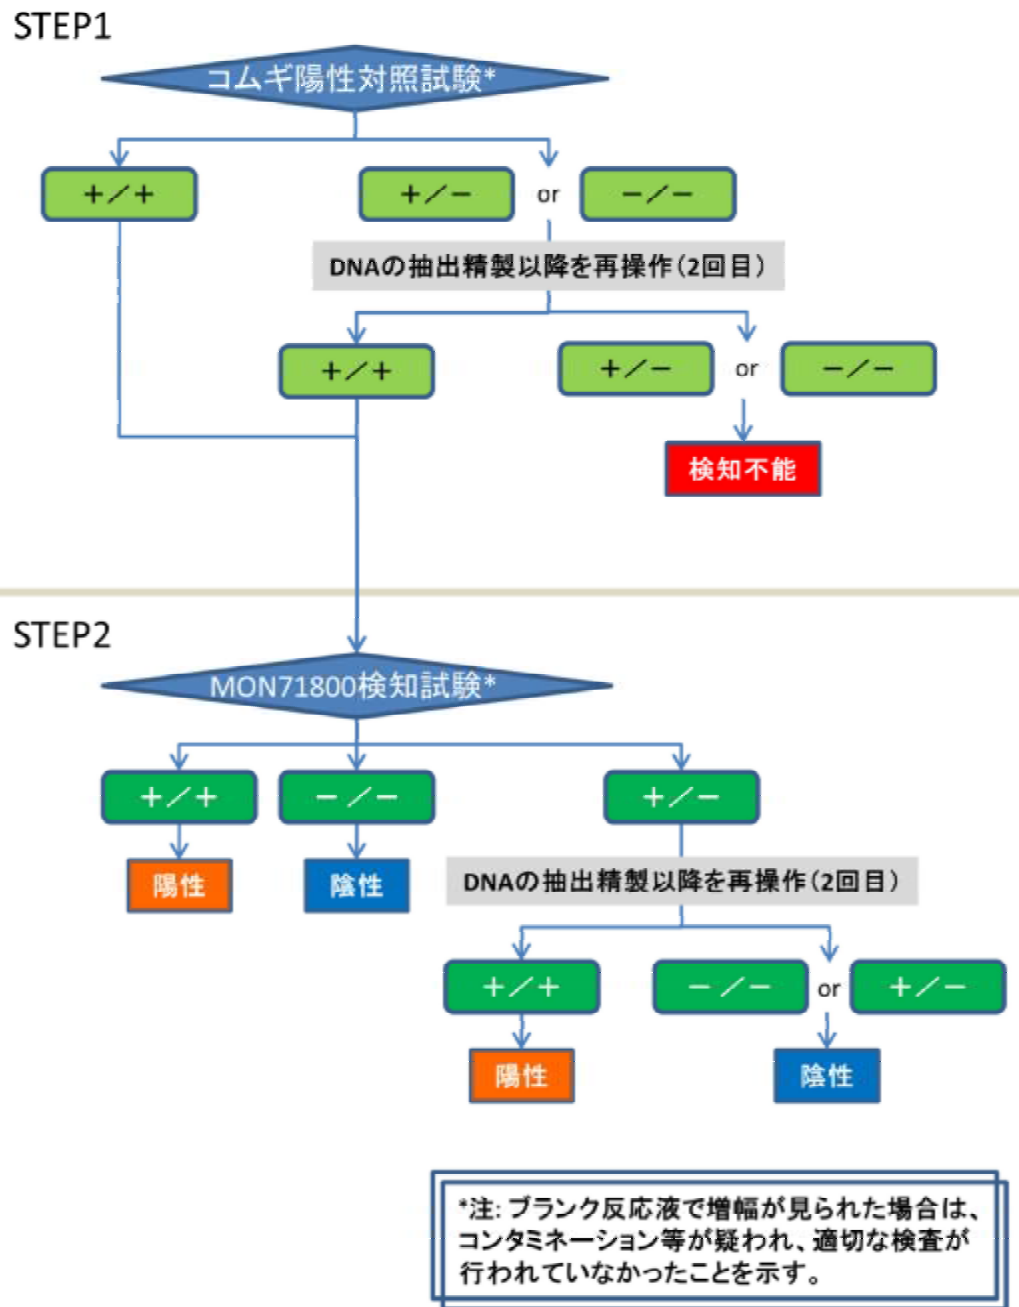 STEP1
コムギ陽性対照試験*
+/+
+/-
or
-/-
DNAの抽出精製以降を再操作(2回目)
+/+
+/-
or
-/-
検知不能
STEP2
MON71800検知試験*
+/+
-/-
+/-
陽性
陰性
DNAの抽出精製以降を再操作(2回目)
+/+
-/-
or
+/-
陽性
陰性
*注: ブランク反応液で増幅が見られた場合は、
コンタミネーション等が疑われ、適切な検査が
行われていなかったことを示す。